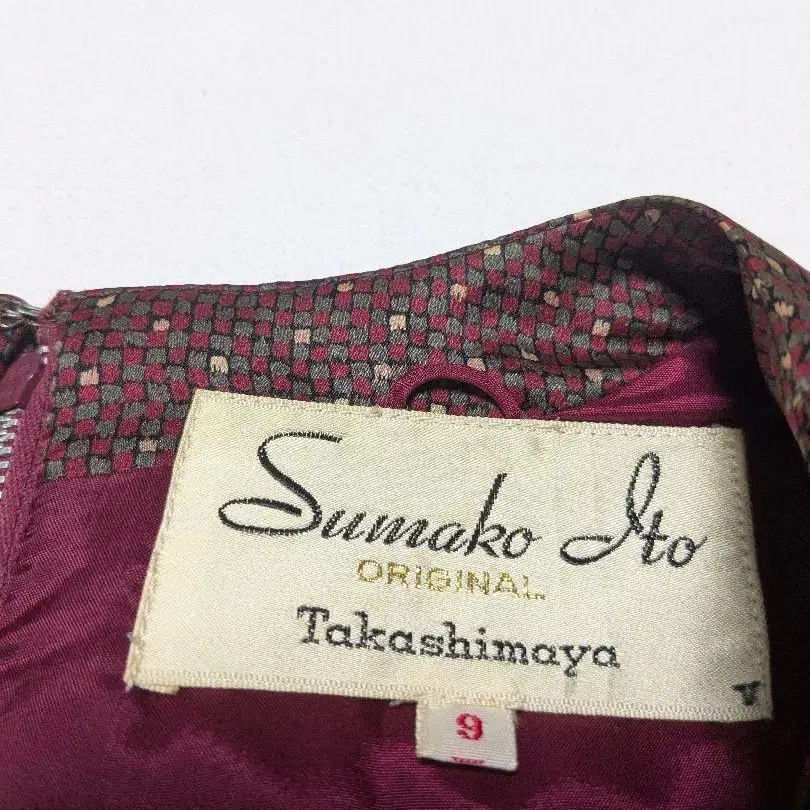 Sumako Ito
ORIGINAL
Takashimaya
9